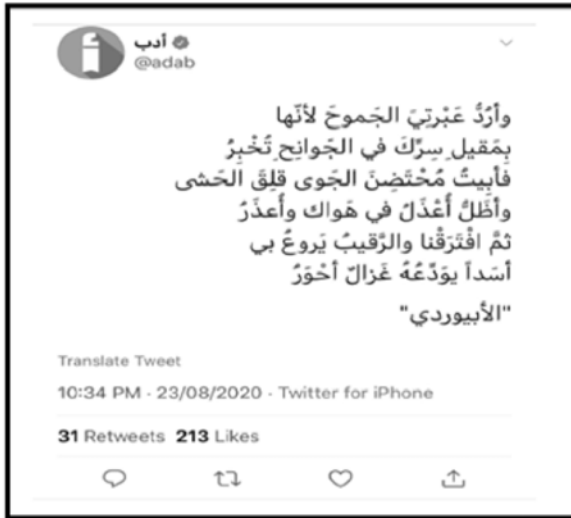 أدب
@adab
وأرُدُّ عَبْرتِيَ الجَموحَ لأنّها
بِمَقيلِ سِرِّكَ في الجَوانِحِ تُخْبِرُ
فأبيتُ مُحْتَضِنَ الجَوى قلِقَ الحَشى
وأظَلُّ أُعْذَلُ في هَواك وأُعذَرُ
ثمَّ افْتَرَقْنا والرَّقيبُ يَروعُ بي
أسَداً يوَدِّعُهُ غَزالٌ أحْوَرُ
"الأبيوردي"
Translate Tweet
10:34 PM · 23/08/2020 · Twitter for iPhone
31 Retweets 213 Likes